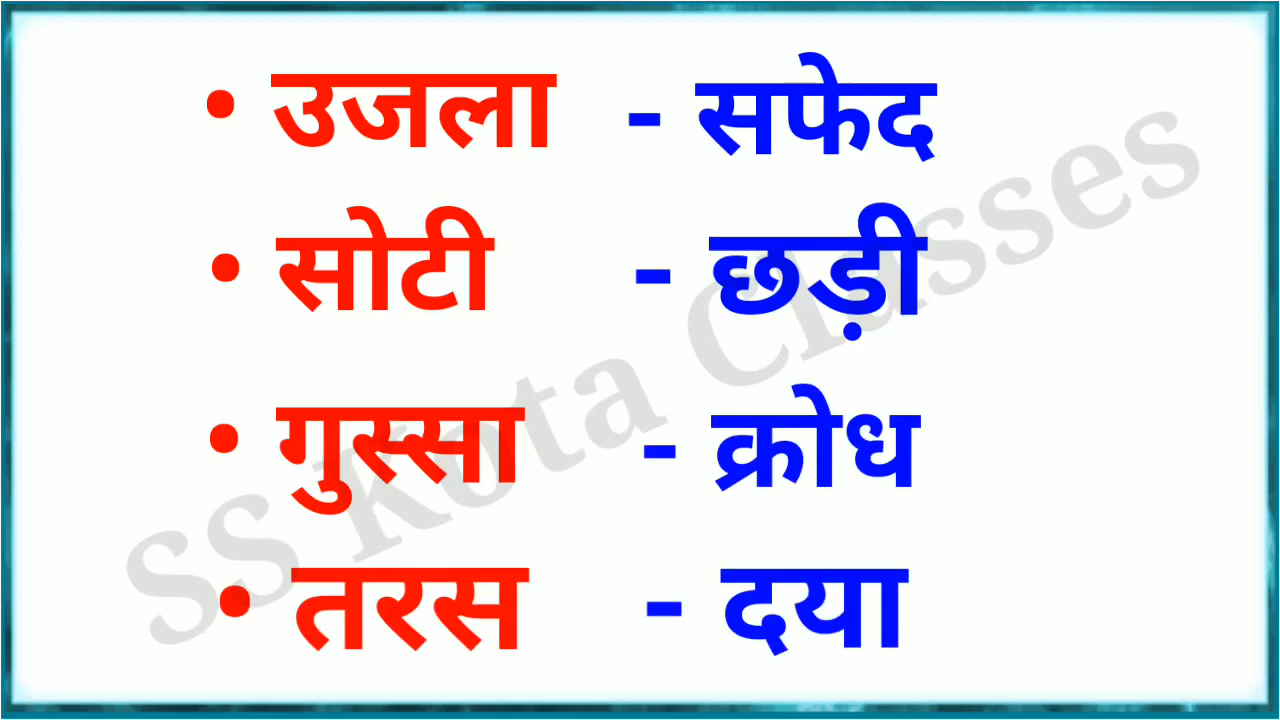 • उजला - सफेद
• सोटी - छड़ी
• गुस्सा - क्रोध
• तरस - दया
SS Kota Classes